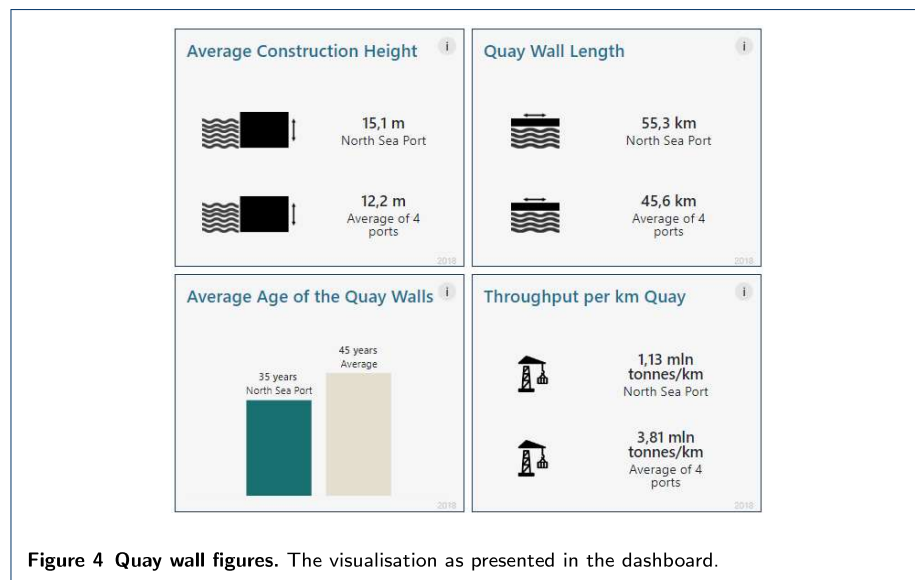 Average Construction Height
i
15,1 m
North Sea Port
12,2 m
Average of 4
ports
2018
Quay Wall Length
i
55,3 km
North Sea Port
45,6 km
Average of 4
ports
2018
Average Age of the Quay Walls
i
45 years
Average
35 years
North Sea Port
2018
Throughput per km Quay
i
1,13 mln
tonnes/km
North Sea Port
3,81 mln
tonnes/km
Average of 4
ports
2018
Figure 4 Quay wall figures. The visualisation as presented in the dashboard.